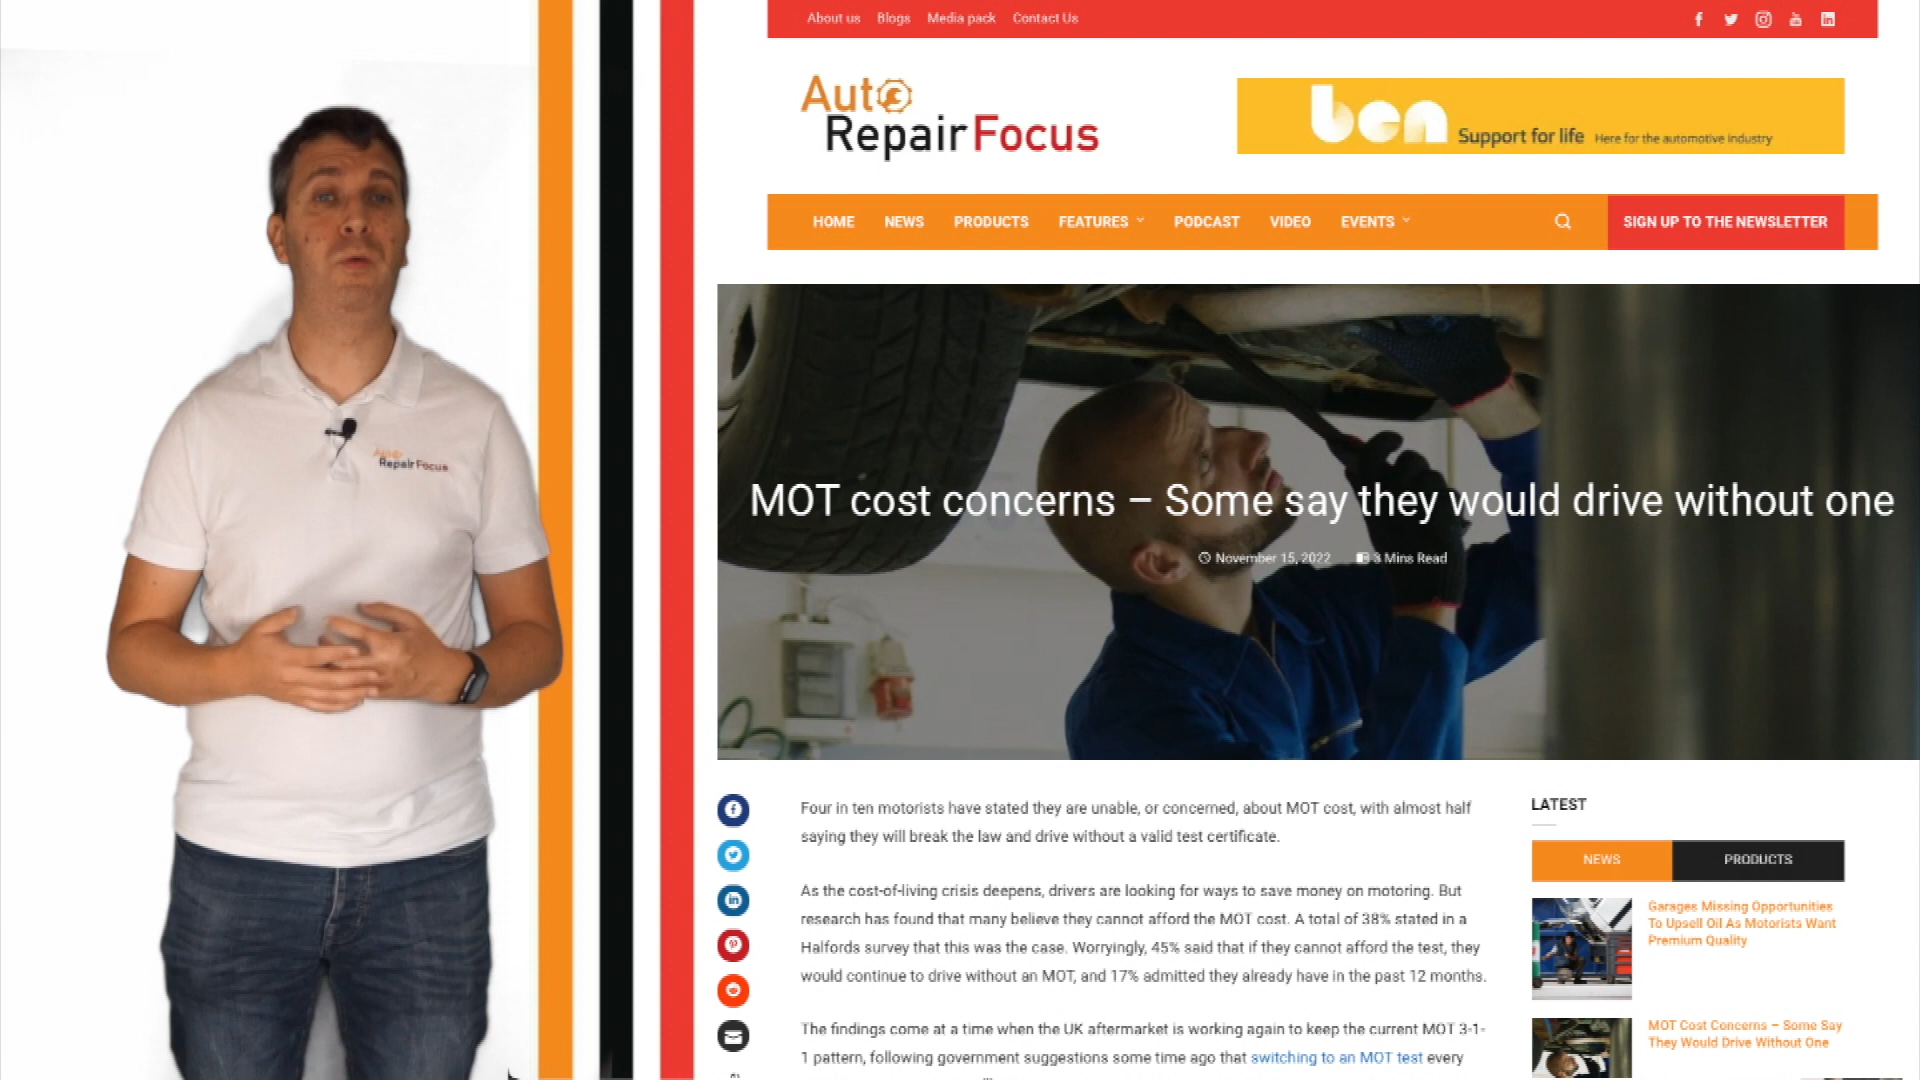 About us Blogs Media pack Contact Us
Auto
Repair Focus
ben Support for life Here for the automotive industry
HOME NEWS PRODUCTS FEATURES PODCAST VIDEO EVENTS SIGN UP TO THE NEWSLETTER
Auto
Repair Focus
MOT cost concerns – Some say they would drive without one
November 15, 2022 3 Mins Read
Four in ten motorists have stated they are unable, or concerned, about MOT cost, with almost half
saying they will break the law and drive without a valid test certificate.
As the cost-of-living crisis deepens, drivers are looking for ways to save money on motoring. But
research has found that many believe they cannot afford the MOT cost. A total of 38% stated in a
Halfords survey that this was the case. Worryingly, 45% said that if they cannot afford the test, they
would continue to drive without an MOT, and 17% admitted they already have in the past 12 months.
The findings come at a time when the UK aftermarket is working again to keep the current MOT 3-1-
1 pattern, following government suggestions some time ago that switching to an MOT test every
LATEST
NEWS PRODUCTS
Garages Missing Opportunities
To Upsell Oil As Motorists Want
Premium Quality
MOT Cost Concerns – Some Say
They Would Drive Without One